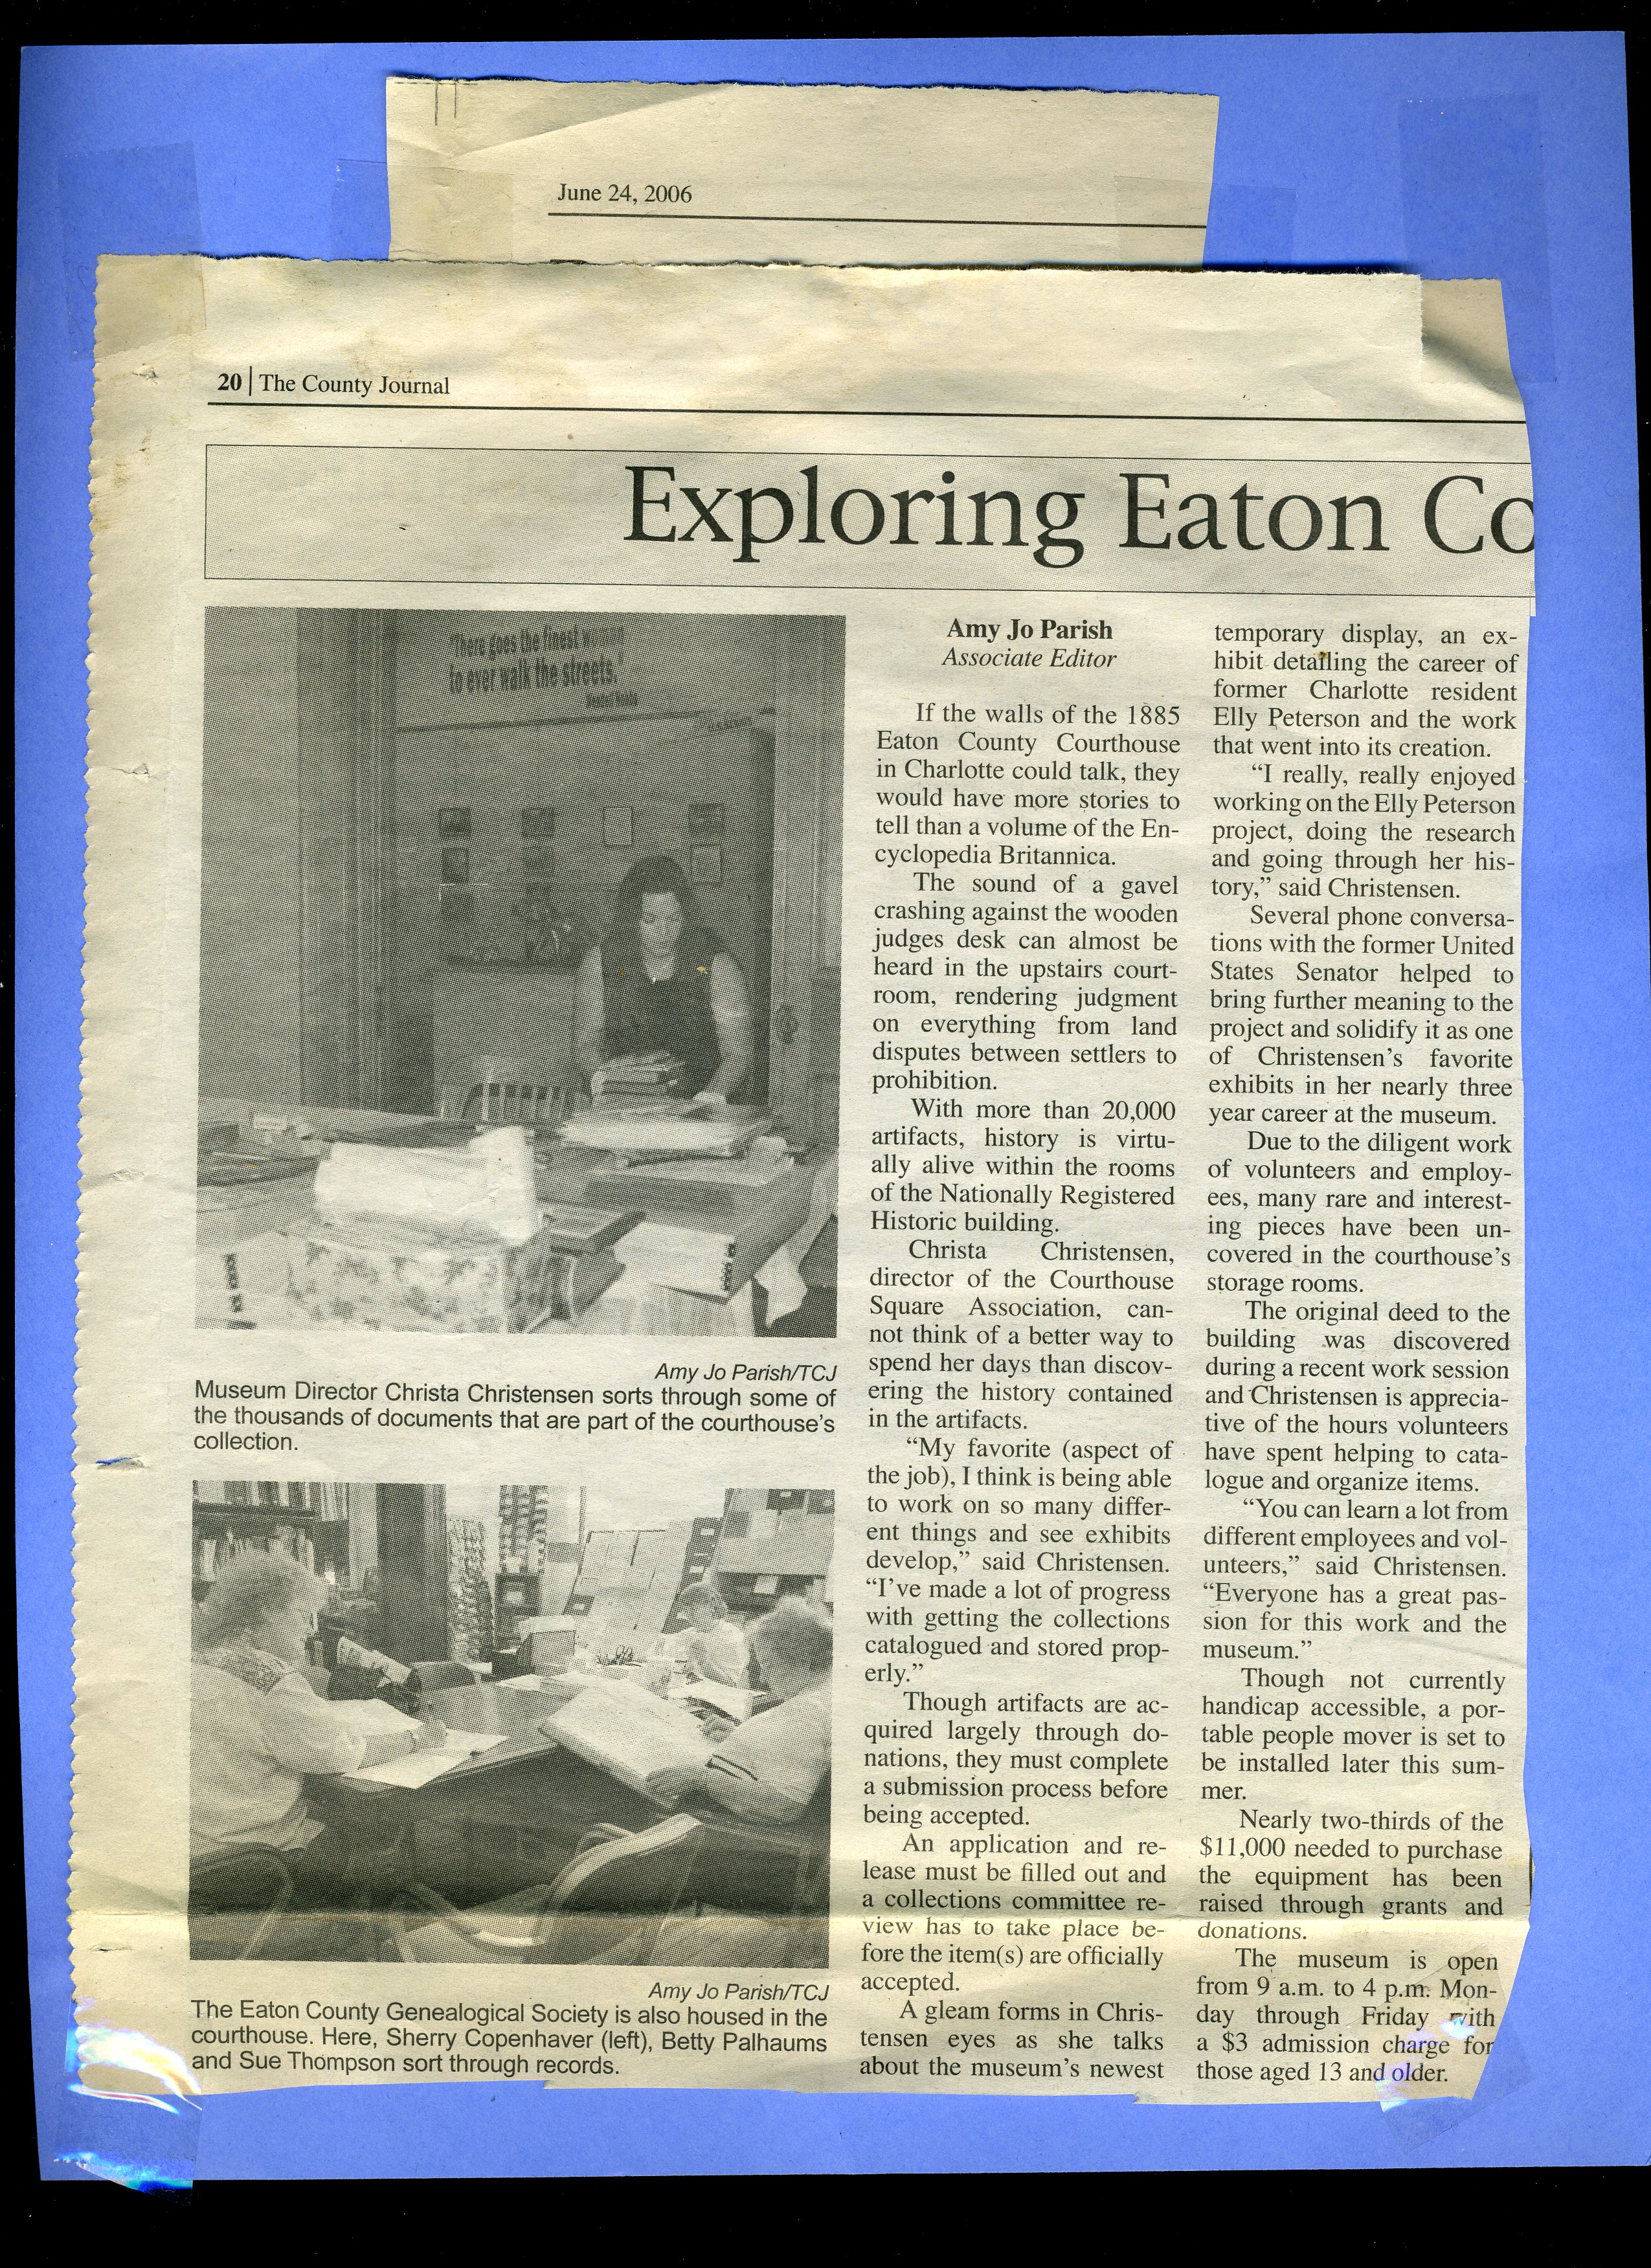 June 24, 2006
20 | The County Journal
Exploring Eaton Co
"There goes the finest woman
to ever walk the streets."
Amy Jo Parish/TCJ
Museum Director Christa Christensen sorts through some of
the thousands of documents that are part of the courthouse's
collection.
Amy Jo Parish/TCJ
The Eaton County Genealogical Society is also housed in the
courthouse. Here, Sherry Copenhaver (left), Betty Palhaums
and Sue Thompson sort through records.
Amy Jo Parish
Associate Editor
If the walls of the 1885
Eaton County Courthouse
in Charlotte could talk, they
would have more stories to
tell than a volume of the En-
cyclopedia Britannica.
The sound of a gavel
crashing against the wooden
judges desk can almost be
heard in the upstairs court-
room, rendering judgment
on everything from land
disputes between settlers to
prohibition.
With more than 20,000
artifacts, history is virtu-
ally alive within the rooms
of the Nationally Registered
Historic building.
Christa Christensen,
director of the Courthouse
Square Association, can-
not think of a better way to
spend her days than discov-
ering the history contained
in the artifacts.
"My favorite (aspect of
the job), I think is being able
to work on so many differ-
ent things and see exhibits
develop," said Christensen.
"I've made a lot of progress
with getting the collections
catalogued and stored prop-
erly."
Though artifacts are ac-
quired largely through do-
nations, they must complete
a submission process before
being accepted.
An application and re-
lease must be filled out and
a collections committee re-
view has to take place be-
fore the item(s) are officially
accepted.
A gleam forms in Chris-
tensen eyes as she talks
about the museum's newest
temporary display, an ex-
hibit detailing the career of
former Charlotte resident
Elly Peterson and the work
that went into its creation.
"I really, really enjoyed
working on the Elly Peterson
project, doing the research
and going through her his-
tory," said Christensen.
Several phone conversa-
tions with the former United
States Senator helped to
bring further meaning to the
project and solidify it as one
of Christensen's favorite
exhibits in her nearly three
year career at the museum.
Due to the diligent work
of volunteers and employ-
ees, many rare and interest-
ing pieces have been un-
covered in the courthouse's
storage rooms.
The original deed to the
building was discovered
during a recent work session
and Christensen is apprecia-
tive of the hours volunteers
have spent helping to cata-
logue and organize items.
"You can learn a lot from
different employees and vol-
unteers," said Christensen.
"Everyone has a great pas-
sion for this work and the
museum."
Though not currently
handicap accessible, a por-
table people mover is set to
be installed later this sum-
mer.
Nearly two-thirds of the
$11,000 needed to purchase
the equipment has been
raised through grants and
donations.
The museum is open
from 9 a.m. to 4 p.m. Mon-
day through Friday with
a $3 admission charge for
those aged 13 and older.